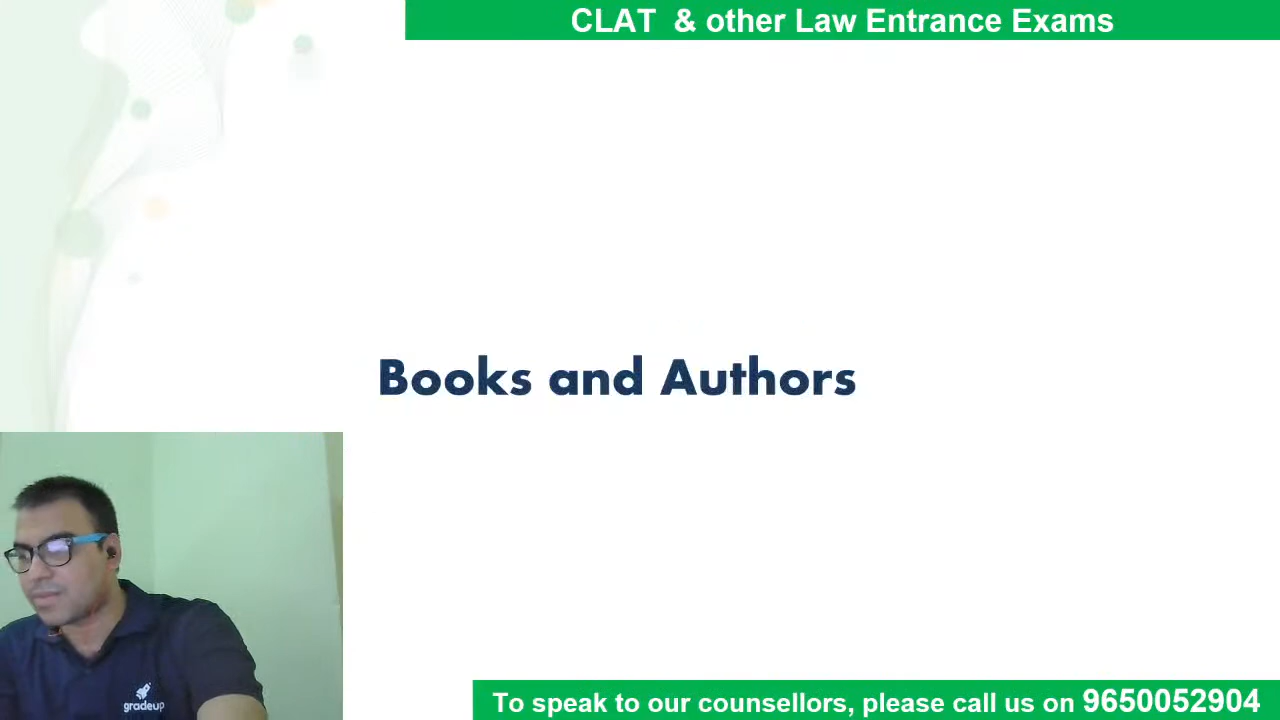 CLAT & other Law Entrance Exams
Books and Authors
gradeup
To speak to our counsellors, please call us on 9650052904